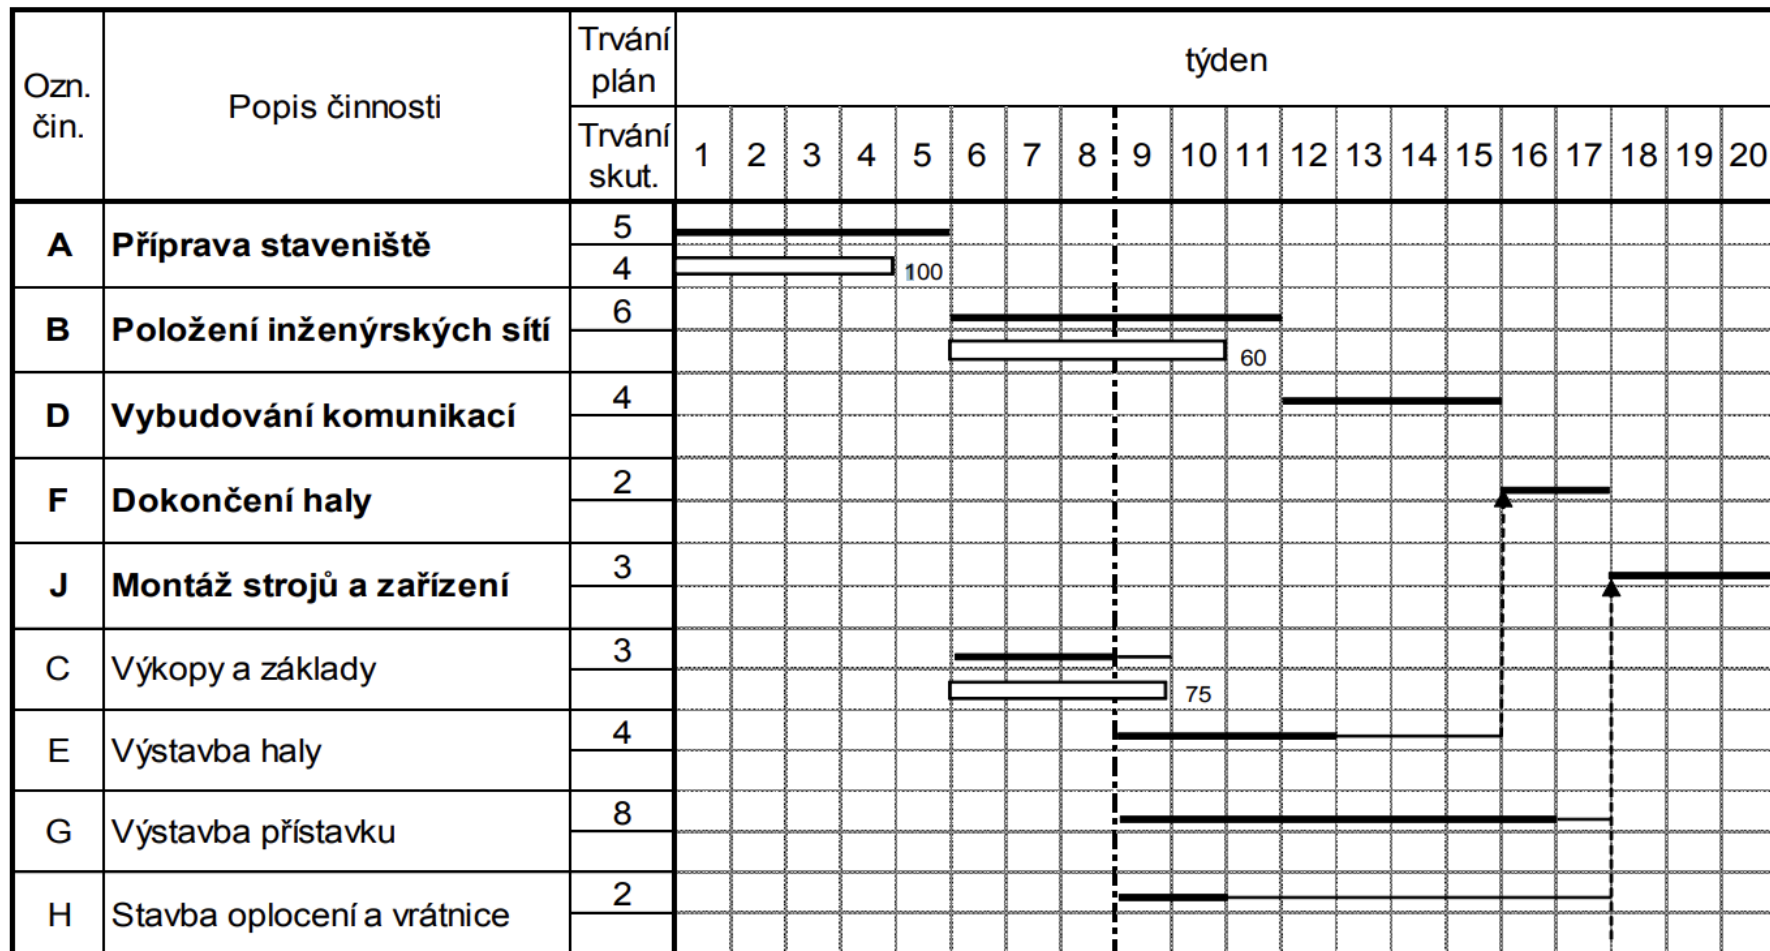 Ozn.
čin.
Popis činnosti
Trvání
plán
Trvání
skut.
týden
1 2 3 4 5 6 7 8 9 10 11 12 13 14 15 16 17 18 19 20
A Příprava staveniště 5
4 100
B Položení inženýrských sítí 6
60
D Vybudování komunikací 4
F Dokončení haly 2
J Montáž strojů a zařízení 3
C Výkopy a základy 3
75
E Výstavba haly 4
G Výstavba přístavku 8
H Stavba oplocení a vrátnice 2